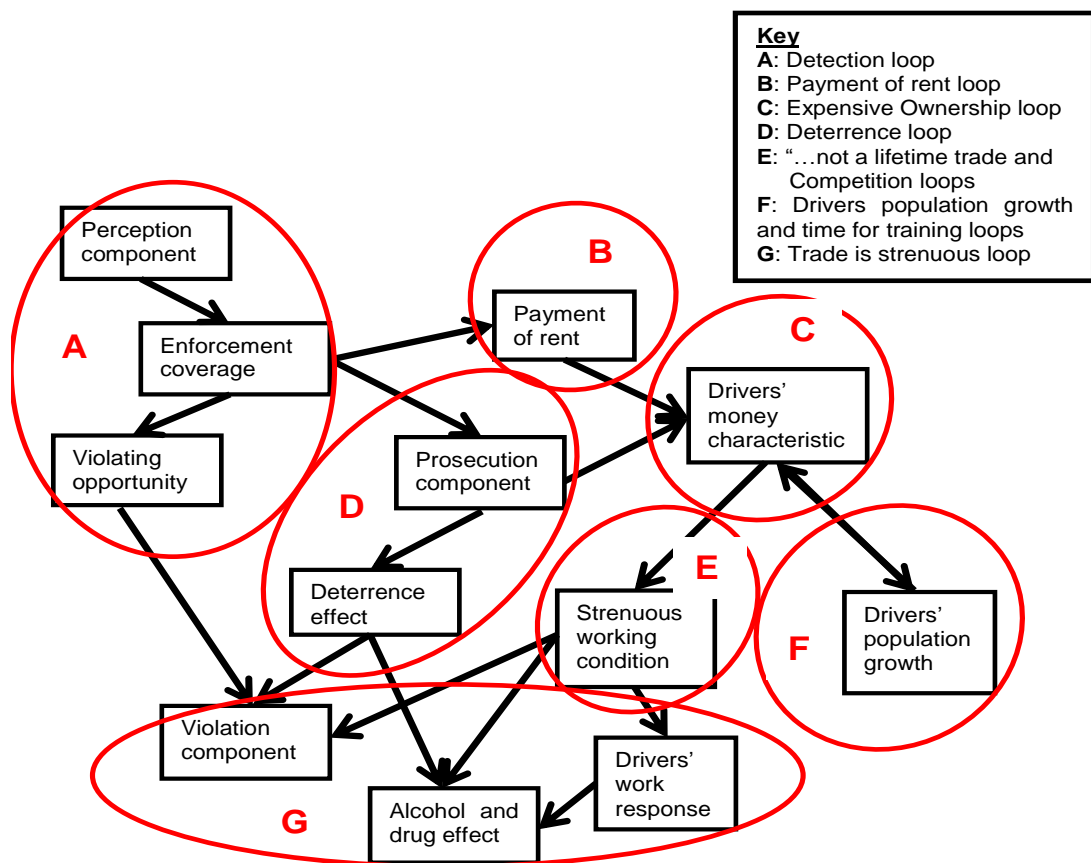 Key
A: Detection loop
B: Payment of rent loop
C: Expensive Ownership loop
D: Deterrence loop
E: “…not a lifetime trade and
Competition loops
F: Drivers population growth
and time for training loops
G: Trade is strenuous loop
Perception
component
A
Enforcement
coverage
Violating
opportunity
B
Payment
of rent
C
Drivers’
money
characteristic
Prosecution
component
D
Deterrence
effect
E
Strenuous
working
condition
F
Drivers’
population
growth
Violation
component
Drivers’
work
response
G
Alcohol and
drug effect